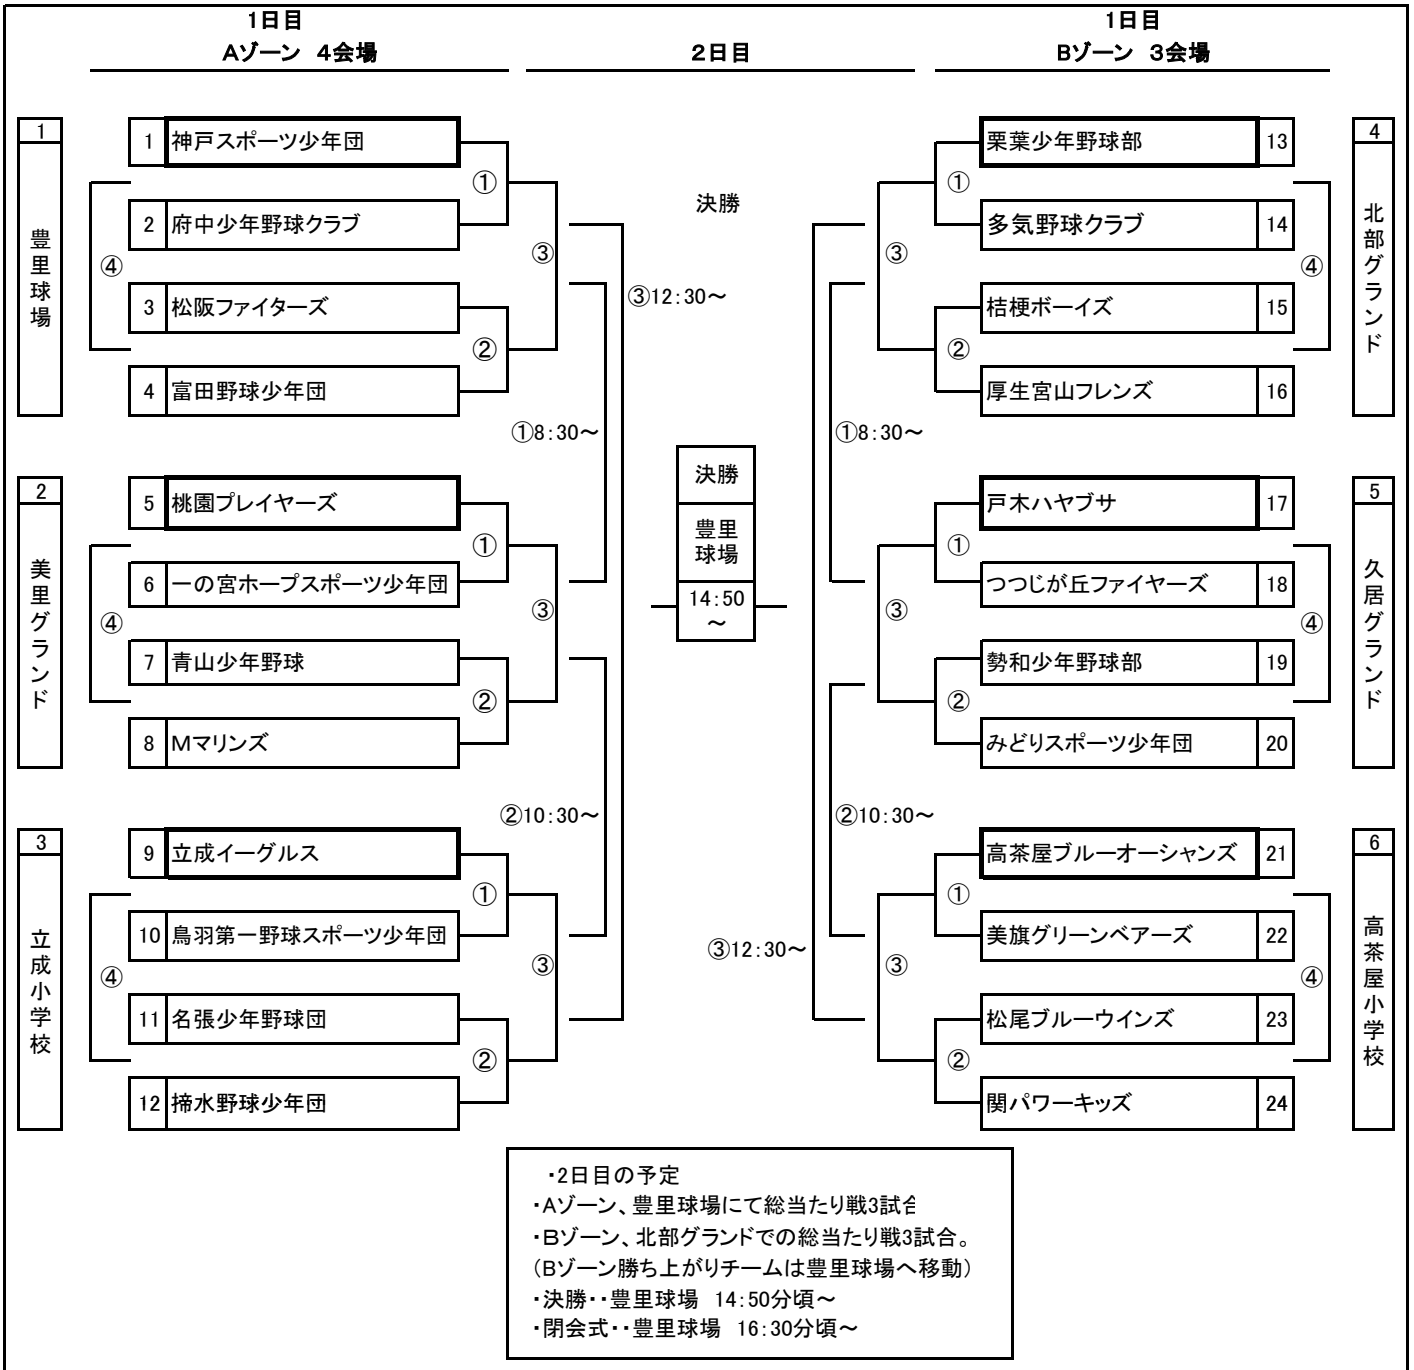 1日目
Aゾーン 4会場
2日目
1日目
Bゾーン 3会場
1
豊里球場
1 神戸スポーツ少年団
2 府中少年野球クラブ
3 松阪ファイターズ
4 富田野球少年団
①
②
③
④
2
美里グランド
5 桃園プレイヤーズ
6 一の宮ホープスポーツ少年団
7 青山少年野球
8 Mマリンズ
①
②
③
④
3
立成小学校
9 立成イーグルス
10 鳥羽第一野球スポーツ少年団
11 名張少年野球団
12 揥水野球少年団
①
②
③
④
①8:30～
②10:30～
③12:30～
決勝
決勝
豊里
球場
14:50
～
①8:30～
②10:30～
③12:30～
4
北部グランド
栗葉少年野球部 13
多気野球クラブ 14
桔梗ボーイズ 15
厚生宮山フレンズ 16
①
②
③
④
5
久居グランド
戸木ハヤブサ 17
つつじが丘ファイヤーズ 18
勢和少年野球部 19
みどりスポーツ少年団 20
①
②
③
④
6
高茶屋小学校
高茶屋ブルーオーシャンズ 21
美旗グリーンベアーズ 22
松尾ブルーウインズ 23
関パワーキッズ 24
①
②
③
④
・2日目の予定
・Aゾーン、豊里球場にて総当たり戦3試合
・Bゾーン、北部グランドでの総当たり戦3試合。
（Bゾーン勝ち上がりチームは豊里球場へ移動）
・決勝・・豊里球場 14:50分頃～
・閉会式・・豊里球場 16:30分頃～